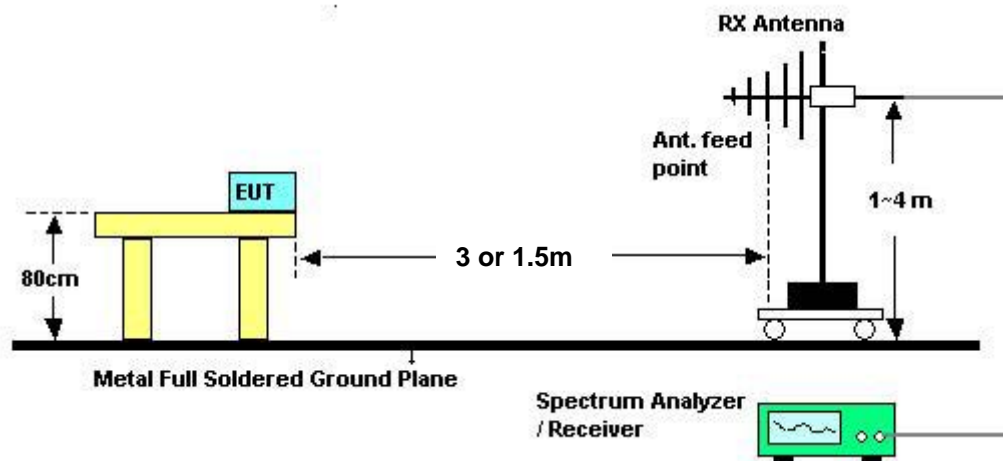 RX Antenna
Ant. feed
point
EUT
1~4 m
3 or 1.5m
80cm
Metal Full Soldered Ground Plane
Spectrum Analyzer
/ Receiver